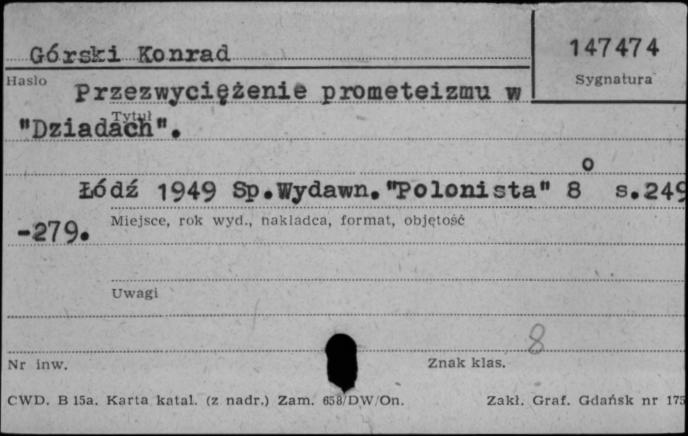 Górski Konrad
147474
Hasło
Sygnatura
Przezwyciężenie prometeizmu w
Tytuł
"Dziadach".
Łódź 1949 Sp.Wydawn."Polonista" 8° s.249
-279.
Miejsce, rok wyd., nakładca, format, objętość
Uwagi
8
Nr inw.
Znak klas.
CWD. B 15a. Karta katal. (z nadr.) Zam. 658/DW/On.
Zakł. Graf. Gdańsk nr 175